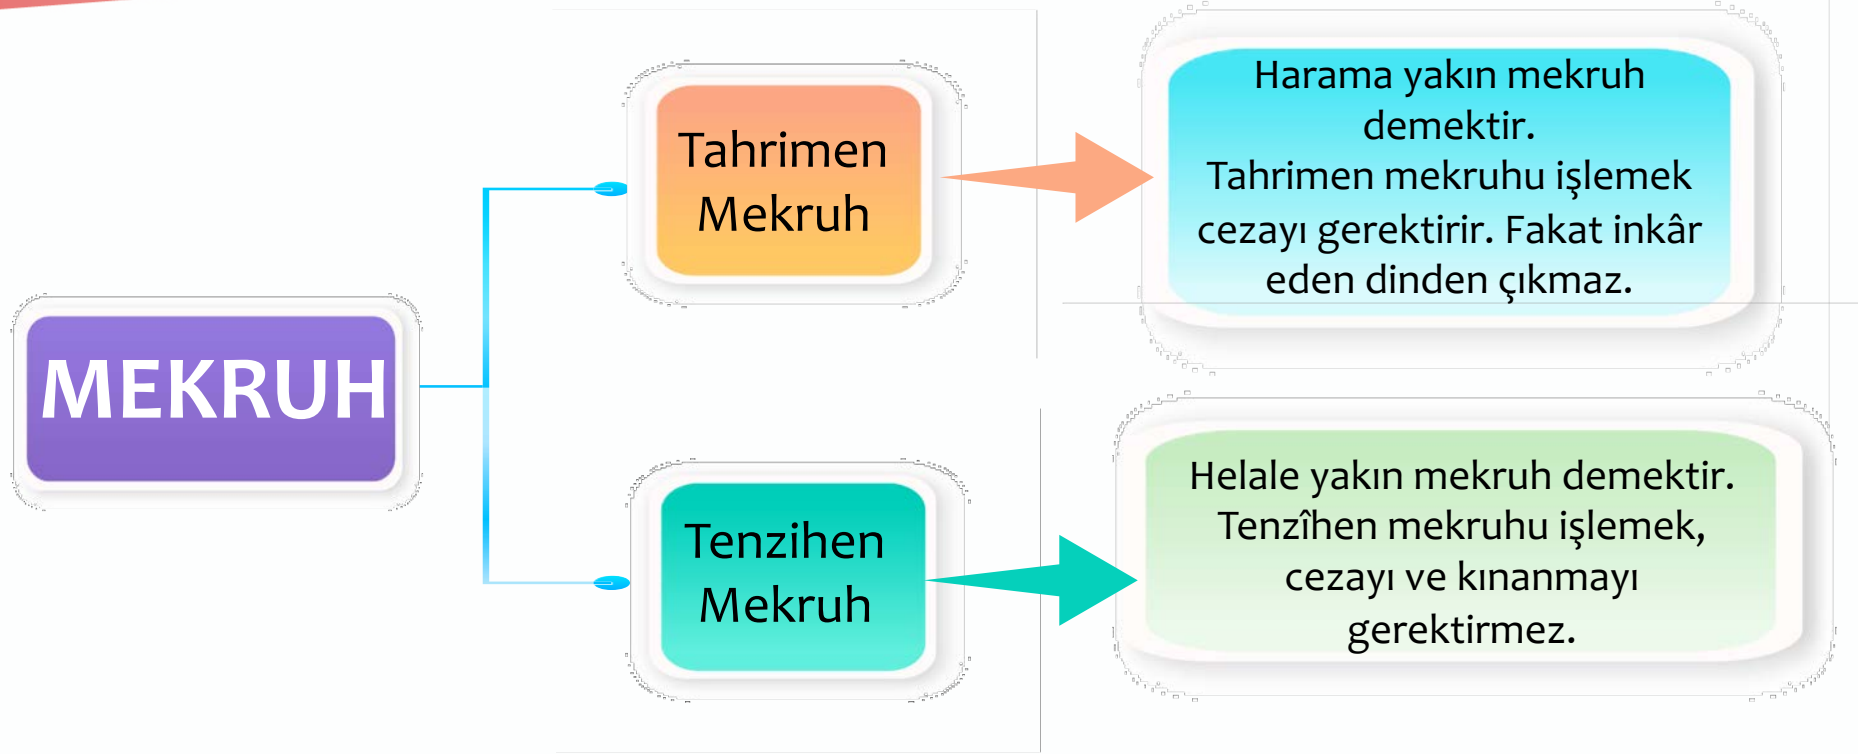 MEKRUH
Tahrimen
Mekruh
Harama yakın mekruh
demektir.
Tahrimen mekruhu işlemek
cezayı gerektirir. Fakat inkâr
eden dinden çıkmaz.
Tenzihen
Mekruh
Helale yakın mekruh demektir.
Tenzîhen mekruhu işlemek,
cezayı ve kınanmayı
gerektirmez.